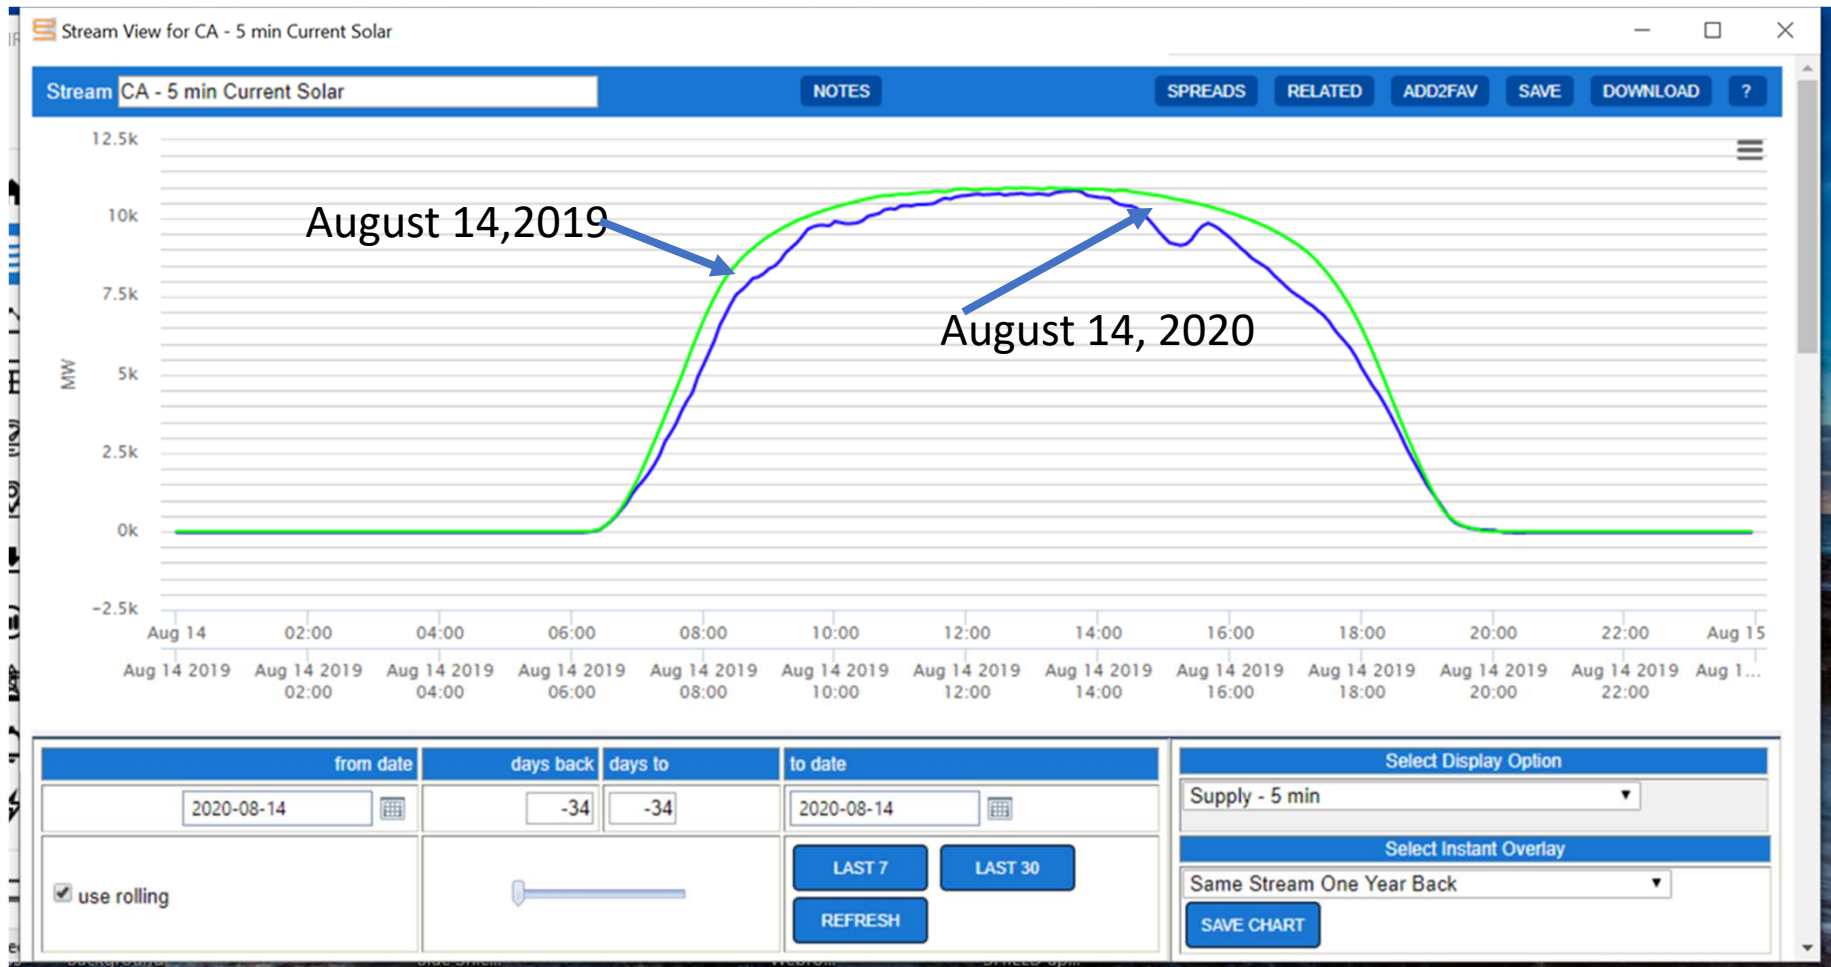 Stream View for CA - 5 min Current Solar
Stream CA - 5 min Current Solar NOTES SPREADS RELATED ADD2FAV SAVE DOWNLOAD ?
12.5k
10k
7.5k
5k
2.5k
0k
-2.5k
MW
August 14,2019
August 14, 2020
Aug 14 02:00 04:00 06:00 08:00 10:00 12:00 14:00 16:00 18:00 20:00 22:00 Aug 15
Aug 14 2019 Aug 14 2019 Aug 14 2019 Aug 14 2019 Aug 14 2019 Aug 14 2019 Aug 14 2019 Aug 14 2019 Aug 14 2019 Aug 14 2019 Aug 14 2019 Aug 14 2019 Aug 1...
02:00 04:00 06:00 08:00 10:00 12:00 14:00 16:00 18:00 20:00 22:00
from date days back days to to date
2020-08-14 -34 -34 2020-08-14
use rolling
LAST 7 LAST 30
REFRESH
Select Display Option
Supply - 5 min
Select Instant Overlay
Same Stream One Year Back
SAVE CHART